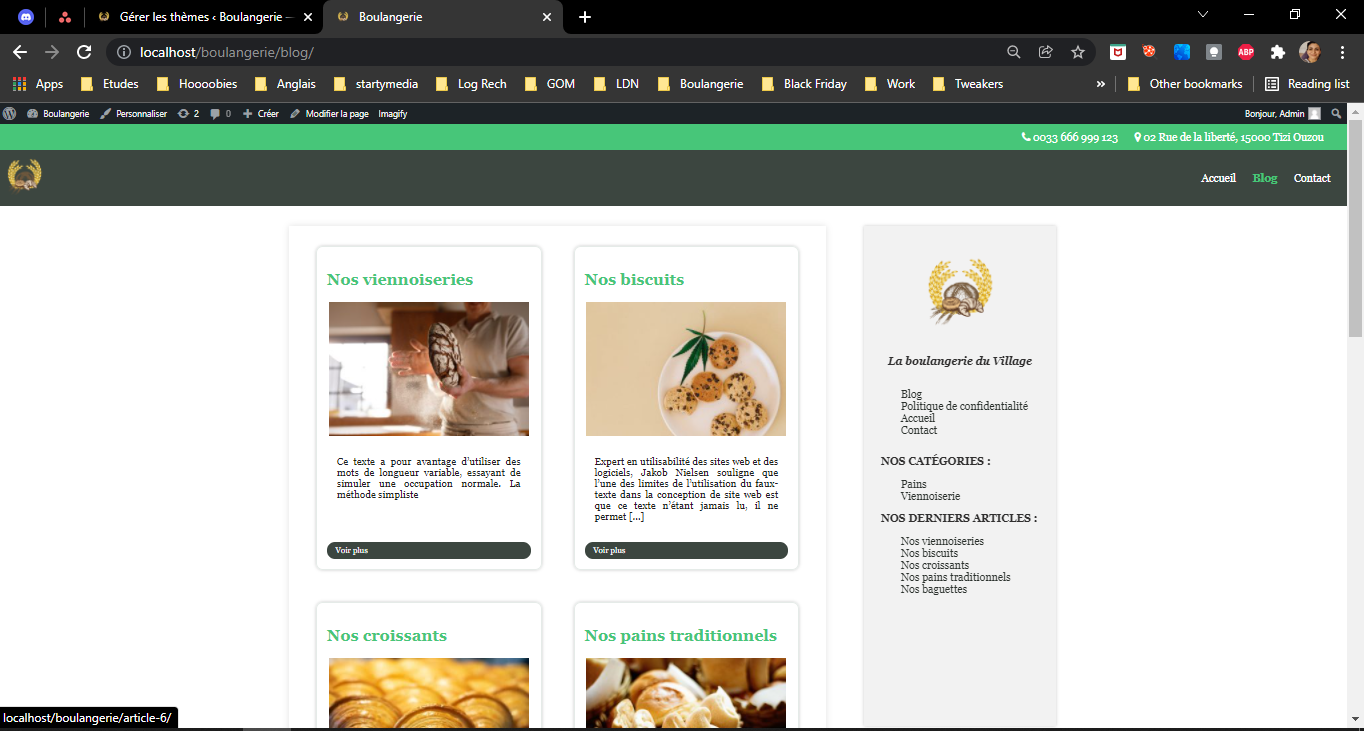 Gérer les thèmes ‹ Boulangerie —
Boulangerie
localhost/boulangerie/blog/
Apps
Etudes
Hoooobies
Anglais
startymedia
Log Rech
GOM
LDN
Boulangerie
Black Friday
Work
Tweakers
»
Other bookmarks
Reading list
Boulangerie
Personnaliser
2
0
Créer
Modifier la page
Imagify
Bonjour, Admin
0033 666 999 123
02 Rue de la liberté, 15000 Tizi Ouzou
Accueil
Blog
Contact
Nos viennoiseries
Ce texte a pour avantage d’utiliser des
mots de longueur variable, essayant de
simuler une occupation normale. La
méthode simpliste
Voir plus
Nos biscuits
Expert en utilisabilité des sites web et des
logiciels, Jakob Nielsen souligne que
l’une des limites de l’utilisation du faux-
texte dans la conception de site web est
que ce texte n’étant jamais lu, il ne
permet […]
Voir plus
Nos croissants
Nos pains traditionnels
La boulangerie du Village
Blog
Politique de confidentialité
Accueil
Contact
NOS CATÉGORIES :
Pains
Viennoiserie
NOS DERNIERS ARTICLES :
Nos viennoiseries
Nos biscuits
Nos croissants
Nos pains traditionnels
Nos baguettes
localhost/boulangerie/article-6/
ABP